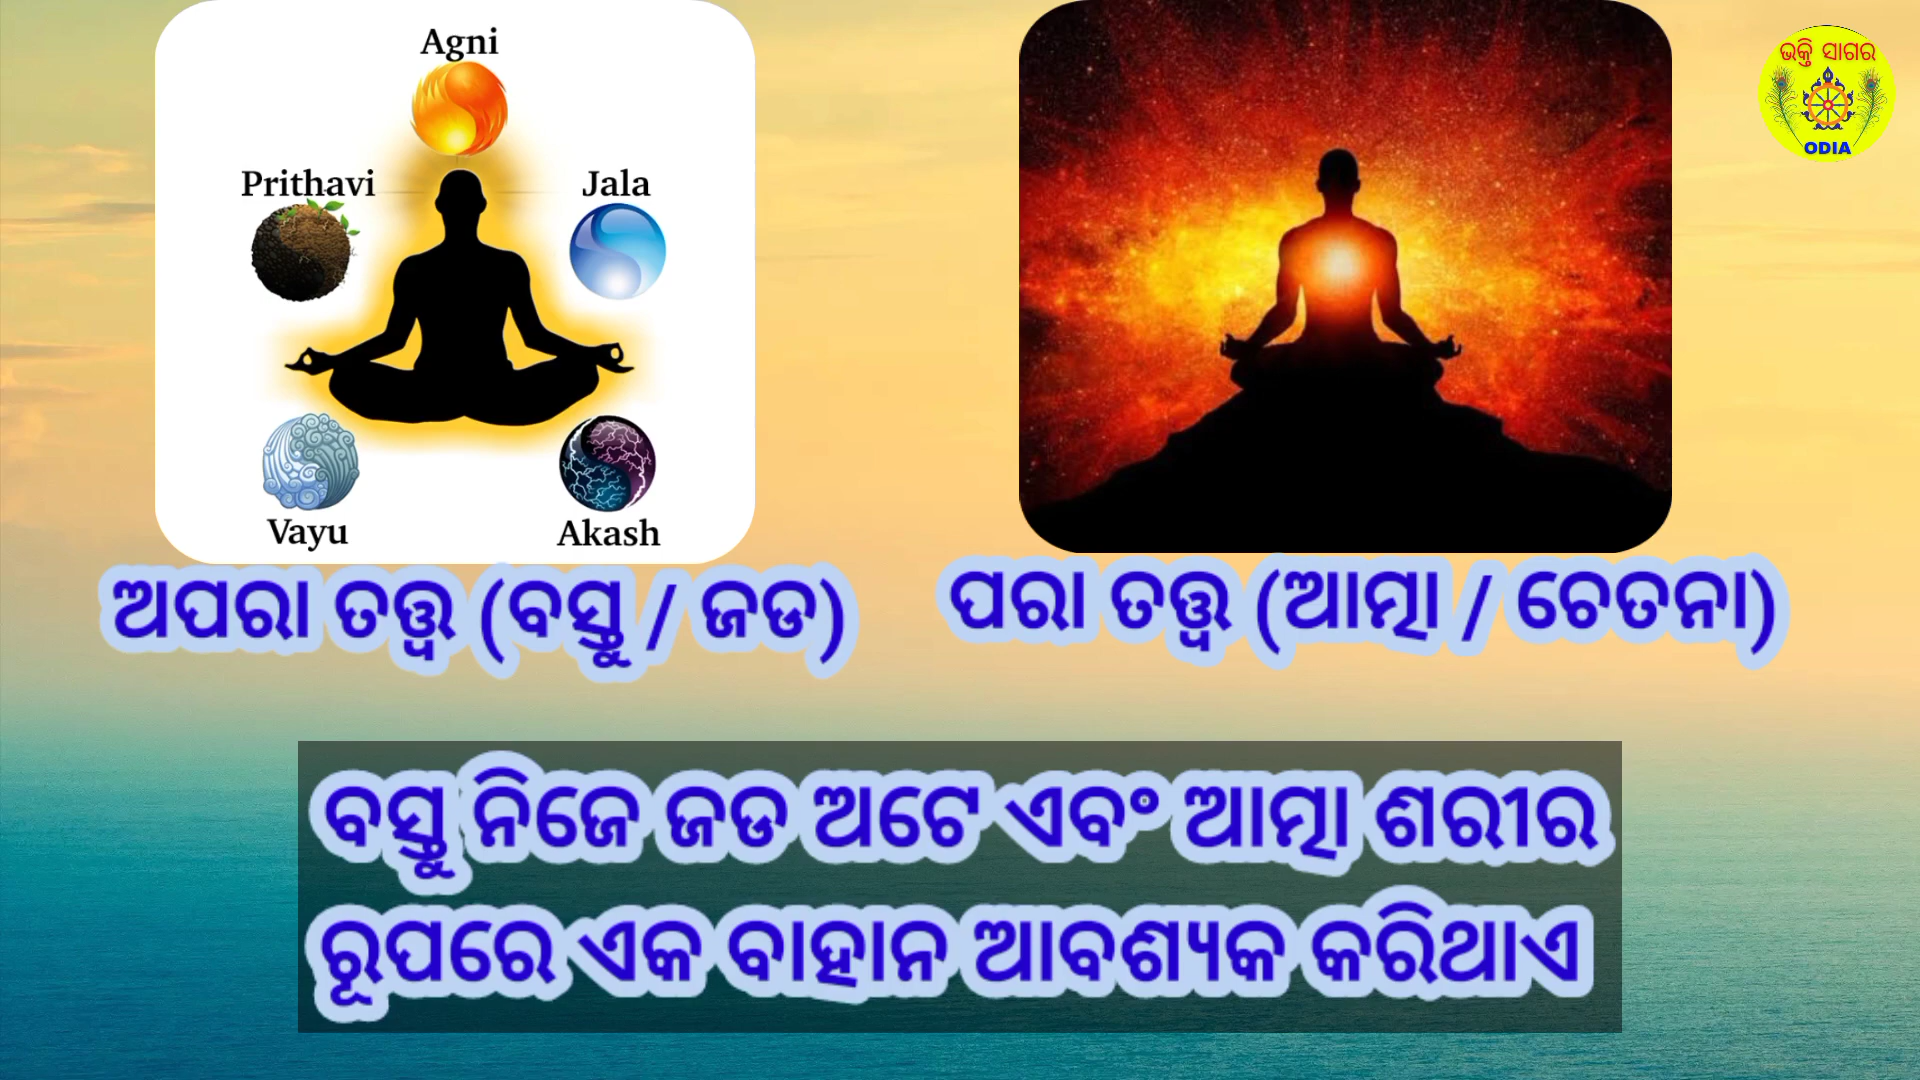 Agni
Prithavi
Jala
Vayu
Akash
ଭକ୍ତି ସାଗର
ODIA
ଅପରା ତତ୍ତ୍ୱ (ବସ୍ତୁ / ଜଡ)
ପରା ତତ୍ତ୍ୱ (ଆତ୍ମା / ଚେତନା)
ବସ୍ତୁ ନିଜେ ଜଡ ଅଟେ ଏବଂ ଆତ୍ମା ଶରୀର
ରୂପରେ ଏକ ବାହାନ ଆବଶ୍ୟକ କରିଥାଏ